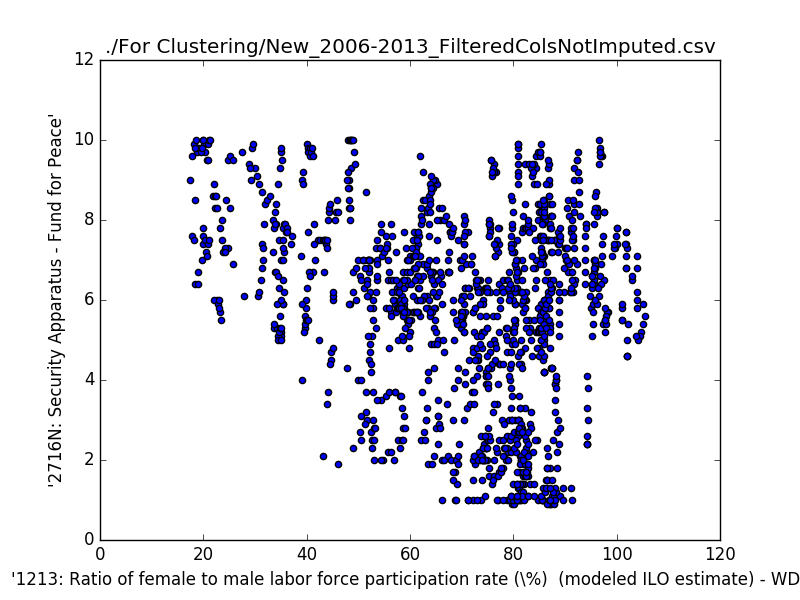 ./For Clustering/New_2006-2013_FilteredColsNotImputed.csv
'2716N: Security Apparatus - Fund for Peace'
12
10
8
6
4
2
0
0 20 40 60 80 100 120
'1213: Ratio of female to male labor force participation rate (\%)  (modeled ILO estimate) - WD